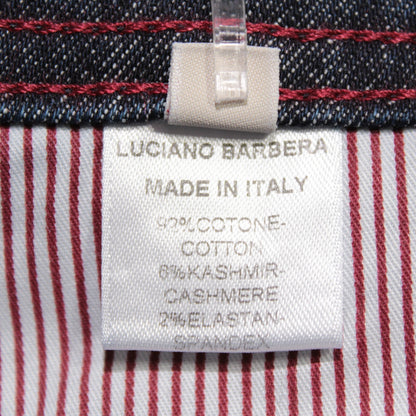 LUCIANO BARBERA
MADE IN ITALY
92%COTONE-
COTTON
6%KASHMIR-
CASHMERE
2%ELASTAN-
SPANDEX